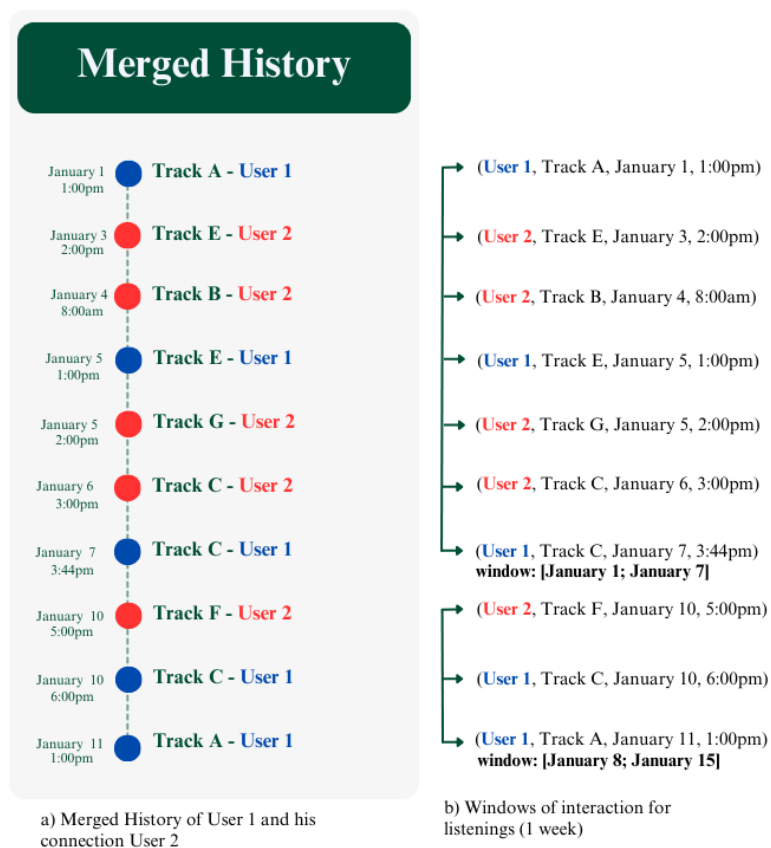 Merged History
January 1
1:00pm
Track A - User 1
January 3
2:00pm
Track E - User 2
January 4
8:00am
Track B - User 2
January 5
1:00pm
Track E - User 1
January 5
2:00pm
Track G - User 2
January 6
3:00pm
Track C - User 2
January 7
3:44pm
Track C - User 1
January 10
5:00pm
Track F - User 2
January 10
6:00pm
Track C - User 1
January 11
1:00pm
Track A - User 1
a) Merged History of User 1 and his
connection User 2
(User 1, Track A, January 1, 1:00pm)
(User 2, Track E, January 3, 2:00pm)
(User 2, Track B, January 4, 8:00am)
(User 1, Track E, January 5, 1:00pm)
(User 2, Track G, January 5, 2:00pm)
(User 2, Track C, January 6, 3:00pm)
(User 1, Track C, January 7, 3:44pm)
window: [January 1; January 7]
(User 2, Track F, January 10, 5:00pm)
(User 1, Track C, January 10, 6:00pm)
(User 1, Track A, January 11, 1:00pm)
window: [January 8; January 15]
b) Windows of interaction for
listenings (1 week)